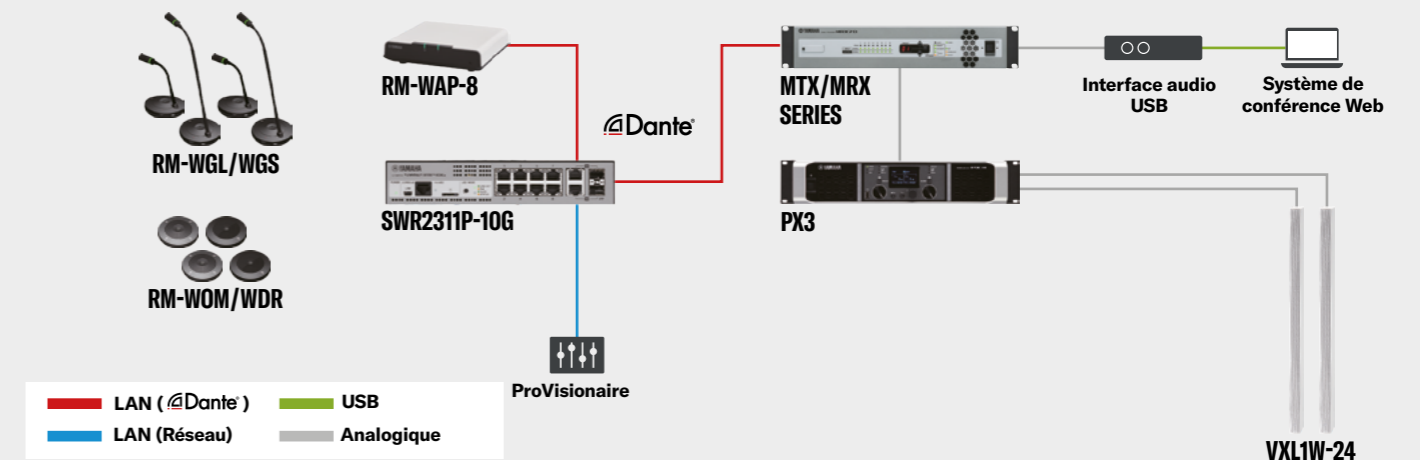 RM-WGL/WGS
RM-WOM/WDR
RM-WAP-8
Dante
SWR2311P-10G
ProVisionaire
MTX/MRX
SERIES
PX3
Interface audio
USB
Système de
conférence Web
VXL1W-24
LAN (Dante)
USB
LAN (Réseau)
Analogique
YAMAHA